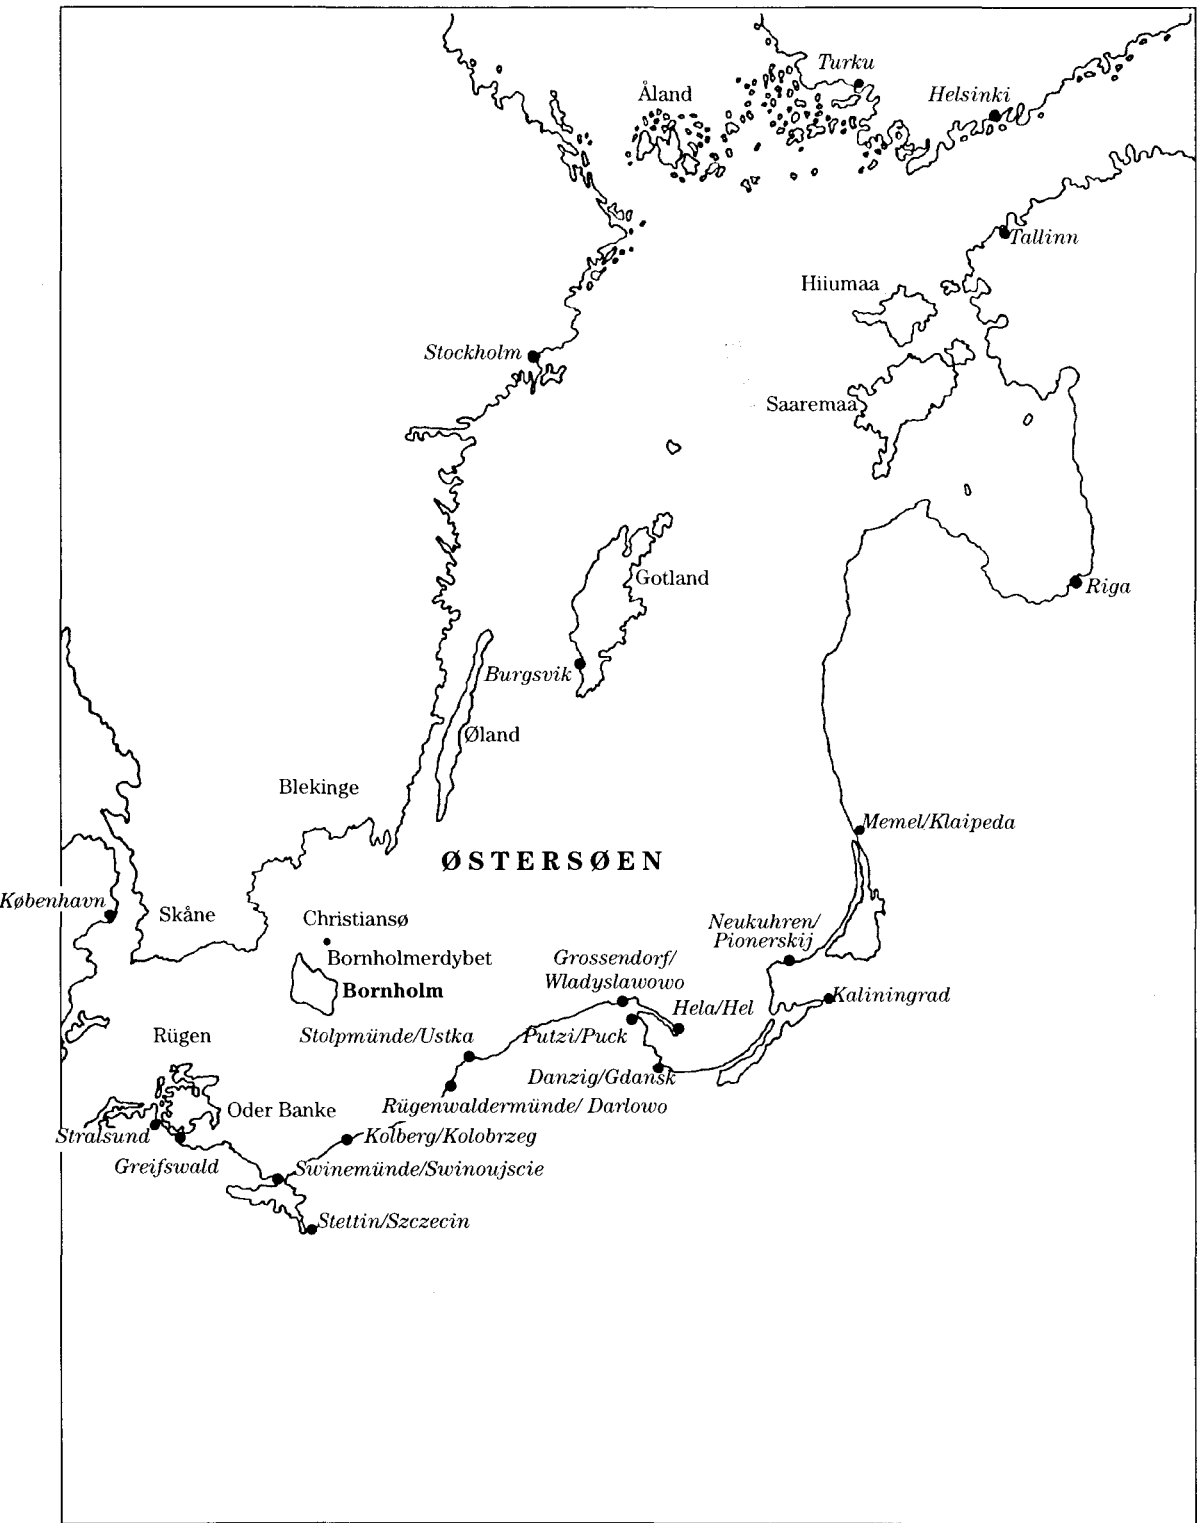 Turku
Åland
Helsinki
Tallinn
Hiiumaa
Stockholm
Saaremaa
Gotland
Riga
Burgsvik
Øland
Blekinge
Memel/Klaipeda
ØSTERSØEN
København
Skåne
Christiansø
Neukuhren/
Pionerskij
Bornholmerdybet
Grossendorf/
Wladyslawowo
Bornholm
Kaliningrad
Hela/Hel
Rügen
Stolpmünde/Ustka
Putzi/Puck
Danzig/Gdansk
Oder Banke
Rügenwaldermünde/ Darlowo
Stralsund
Kolberg/Kolobrzeg
Greifswald
Swinemünde/Swinoujscie
Stettin/Szczecin